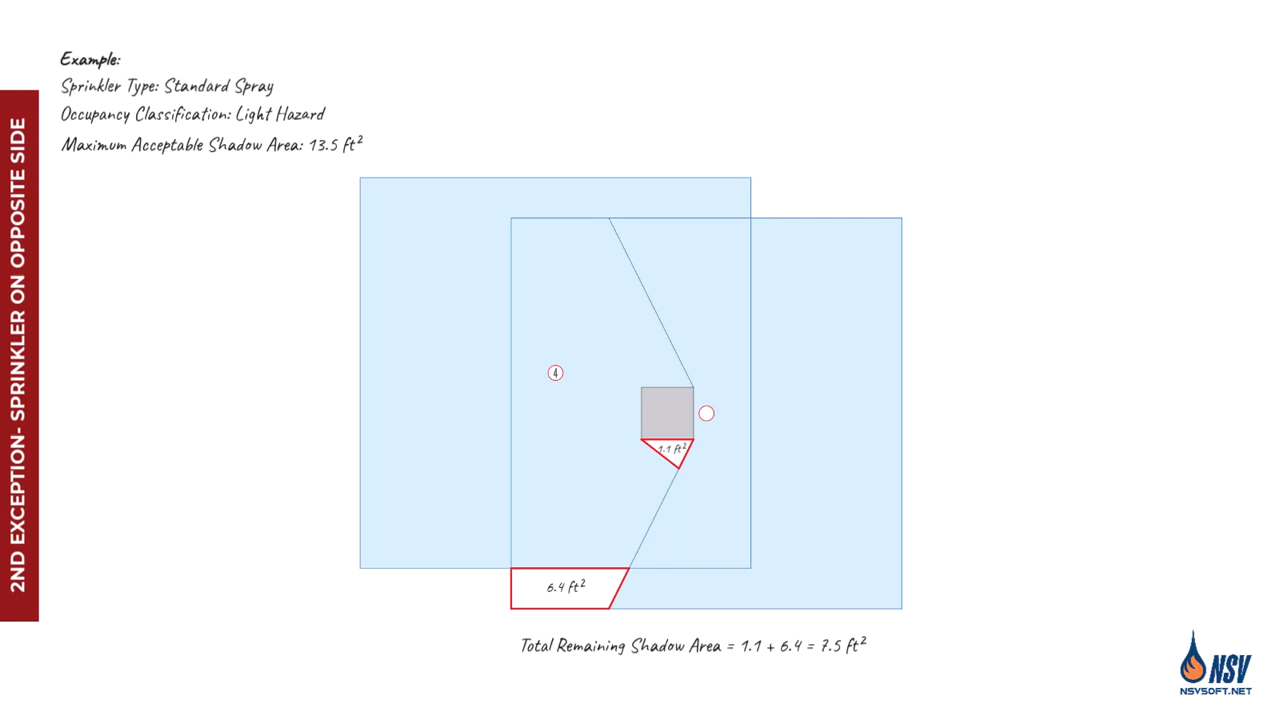 Example:
Sprinkler Type: Standard Spray
Occupancy Classification: Light Hazard
Maximum Acceptable Shadow Area: 13.5 ft²
2ND EXCEPTION- SPRINKLER ON OPPOSITE SIDE
4
1.1 ft²
6.4 ft²
Total Remaining Shadow Area = 1.1 + 6.4 = 7.5 ft²
NSV
NSVSOFT.NET